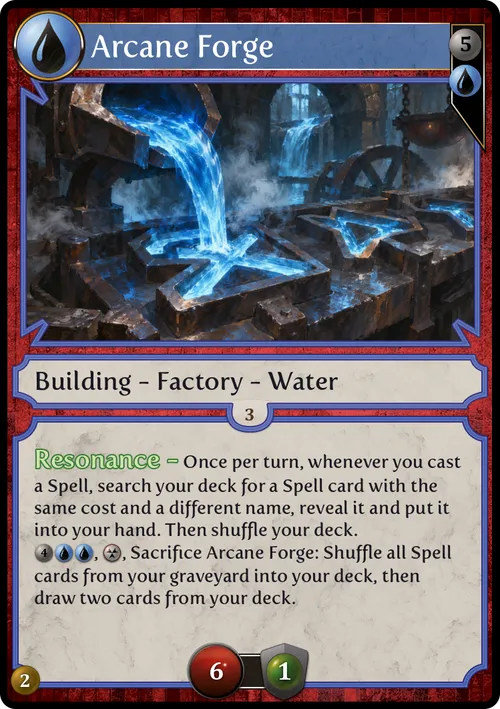 Arcane Forge
5
Building - Factory - Water
3
Resonance – Once per turn, whenever you cast
a Spell, search your deck for a Spell card with the
same cost and a different name, reveal it and put it
into your hand. Then shuffle your deck.
4, , Sacrifice Arcane Forge: Shuffle all Spell
cards from your graveyard into your deck, then
draw two cards from your deck.
6*
1
2